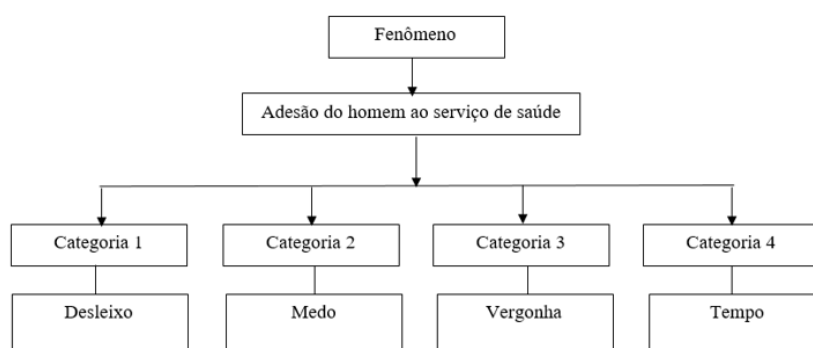 Fenômeno
Adesão do homem ao serviço de saúde
Categoria 1
Categoria 2
Categoria 3
Categoria 4
Desleixo
Medo
Vergonha
Tempo